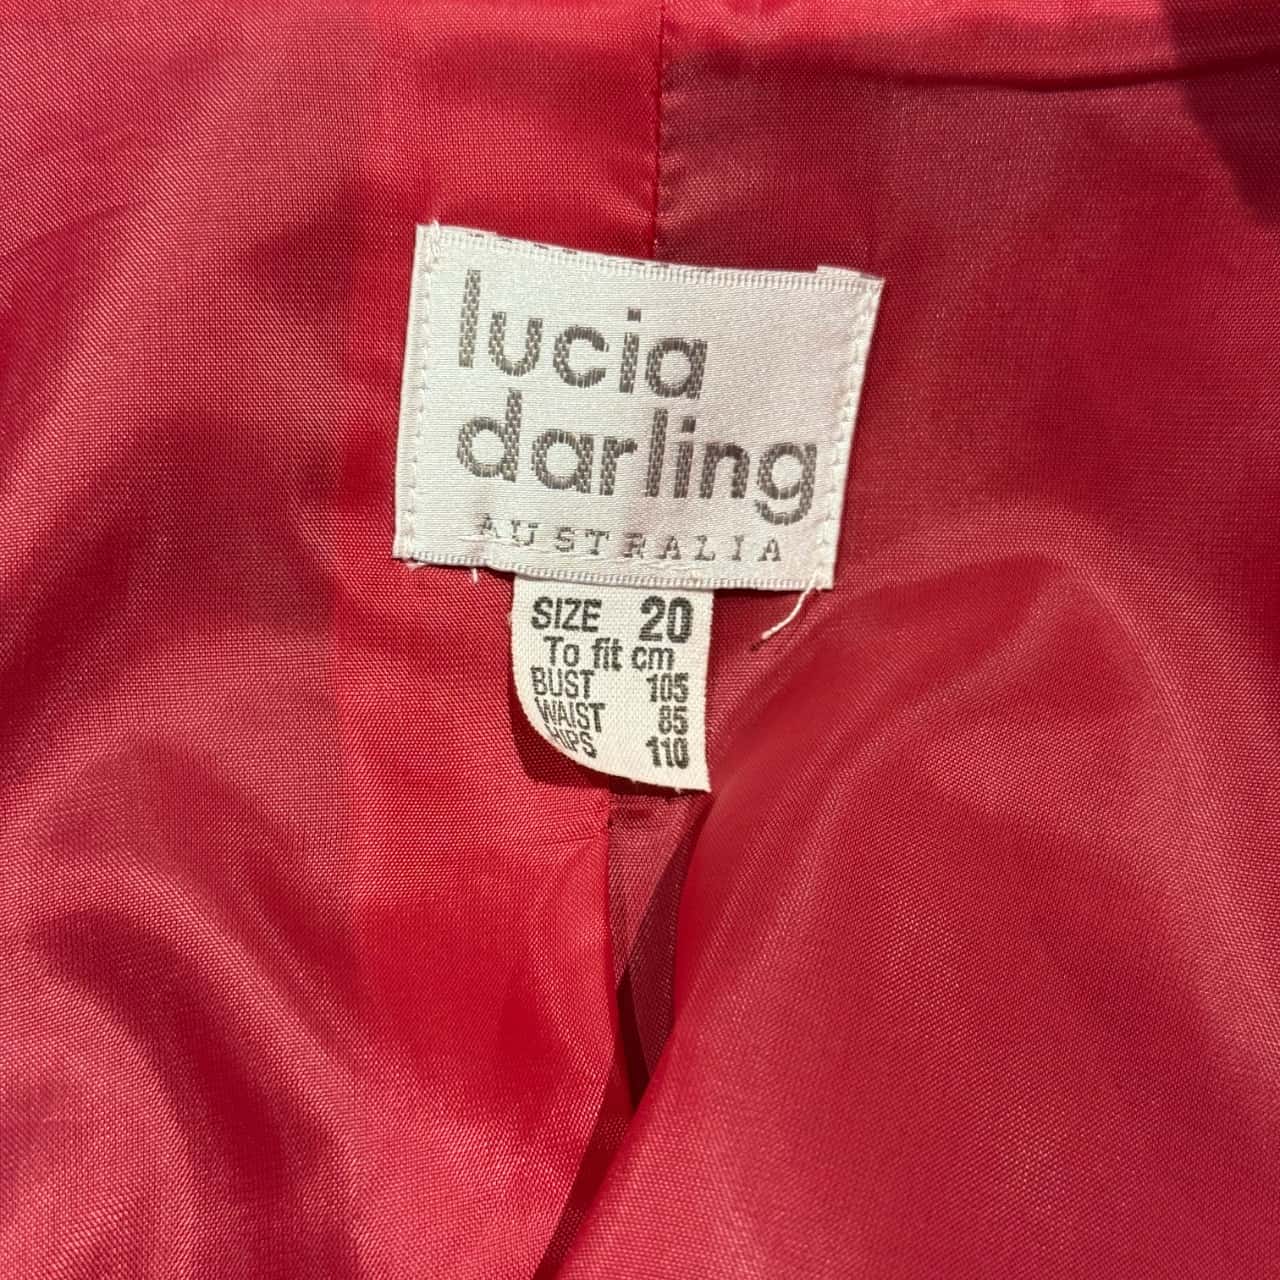 lucia
darling
AUSTRALIA
SIZE 20
To fit cm
BUST 105
WAIST 85
HIPS 110